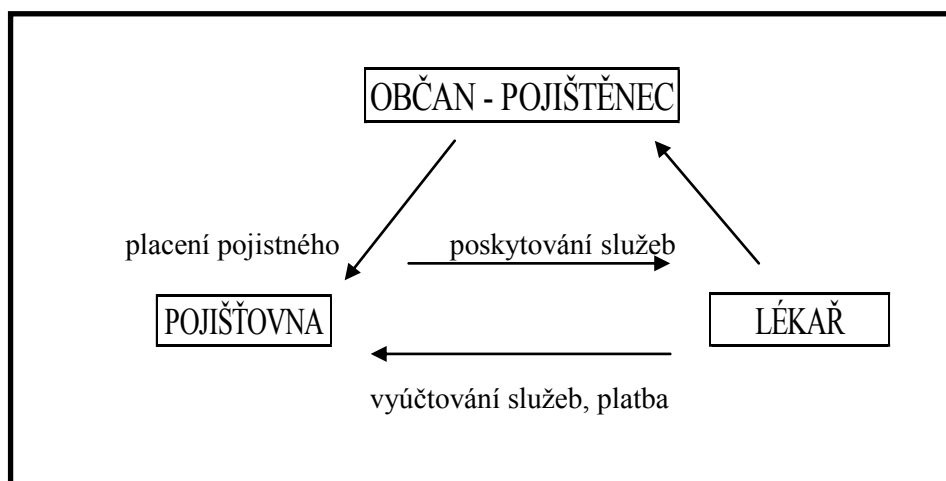 OBČAN - POJIŠTĚNEC
placení pojistného
poskytování služeb
POJIŠŤOVNA
LÉKAŘ
vyúčtování služeb, platba